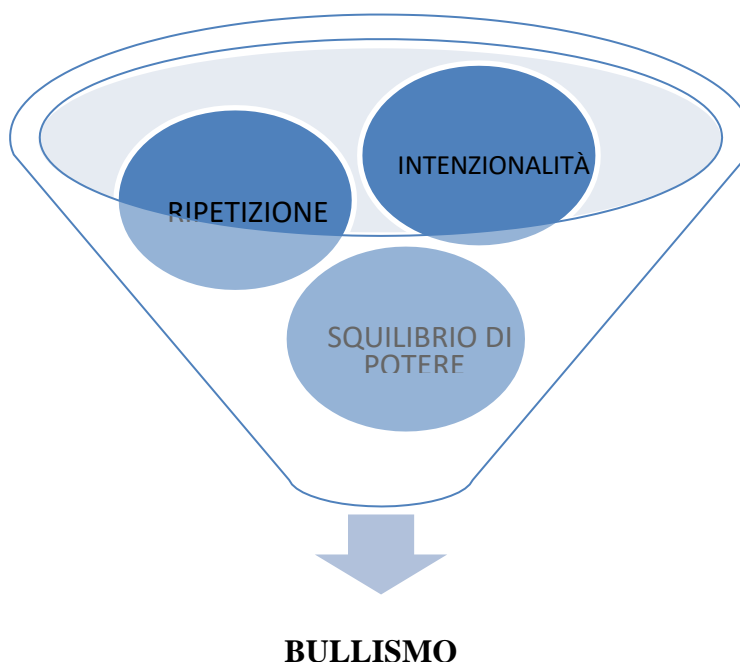 INTENZIONALITÀ
RIPETIZIONE
SQUILIBRIO DI
POTERE
BULLISMO